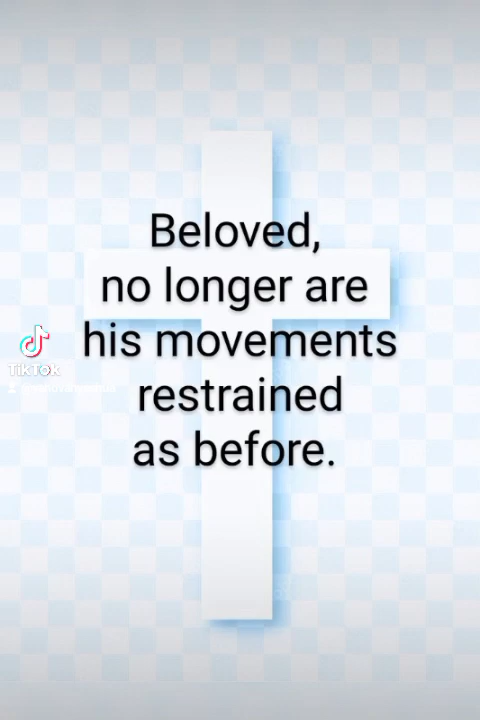 Beloved,
no longer are
his movements
restrained
as before.
TikTok